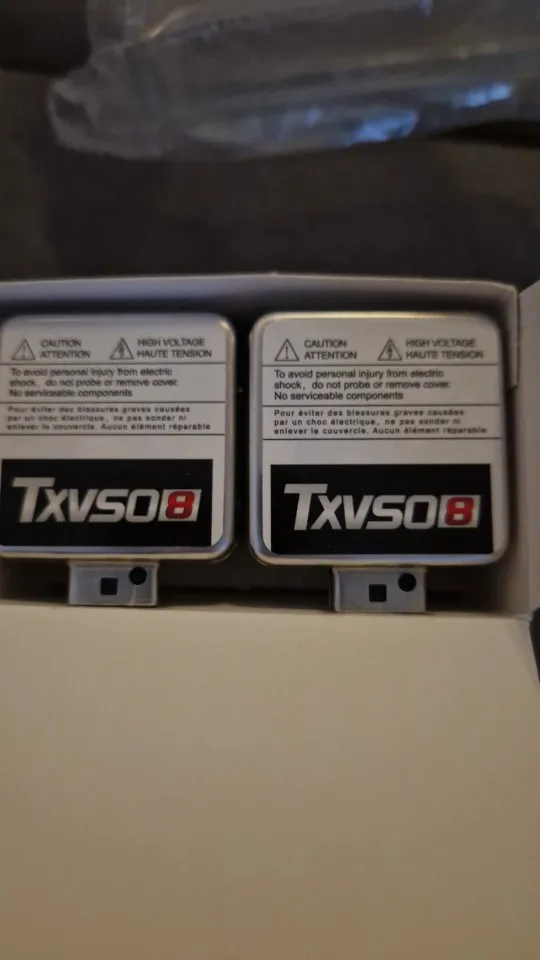 CAUTION
ATTENTION
HIGH VOLTAGE
HAUTE TENSION
To avoid personal injury from electric
shock, do not probe or remove cover.
No serviceable components
Pour éviter des blessures graves causées
par un choc électrique, ne pas sonder ni
enlever le couvercle. Aucun élément réparable
TXVSO8
CAUTION
ATTENTION
HIGH VOLTAGE
HAUTE TENSION
To avoid personal injury from electric
shock, do not probe or remove cover.
No serviceable components
Pour éviter des blessures graves causées
par un choc électrique, ne pas sonder ni
enlever le couvercle. Aucun élément réparable
TXVSO8